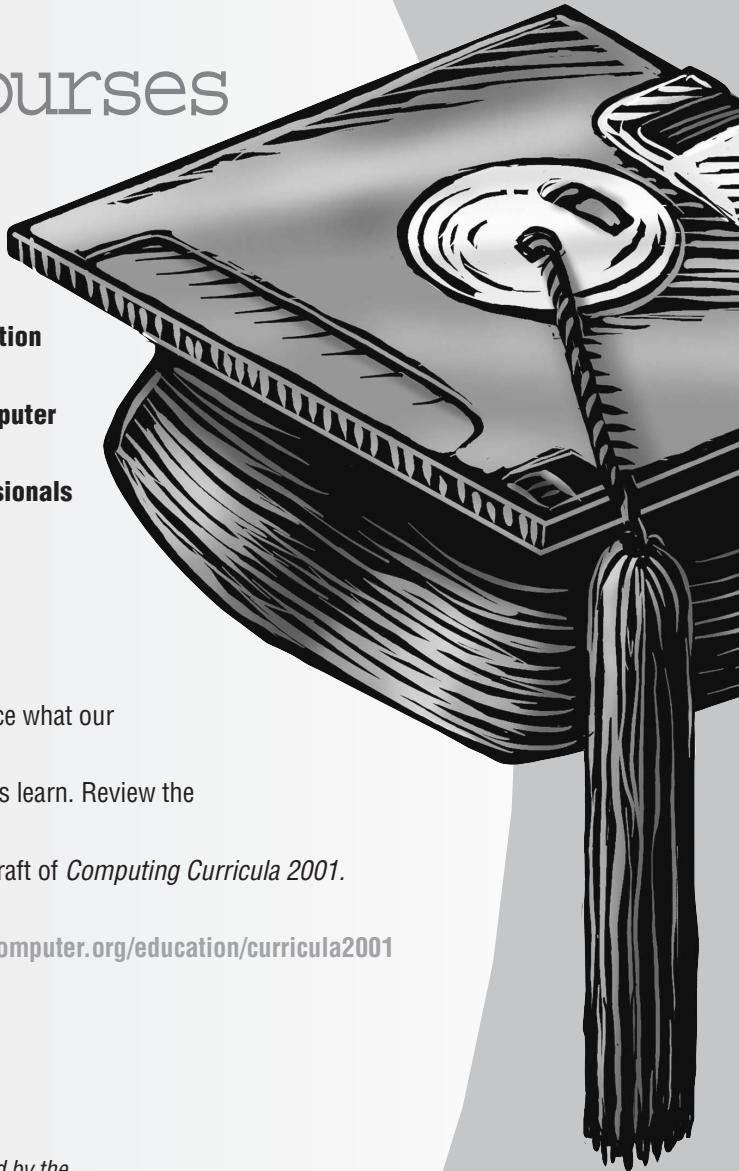 ourses
tion
puter
sionals
ce what our
s learn. Review the
raft of Computing Curricula 2001.
omputer.org/education/curricula2001
d by the